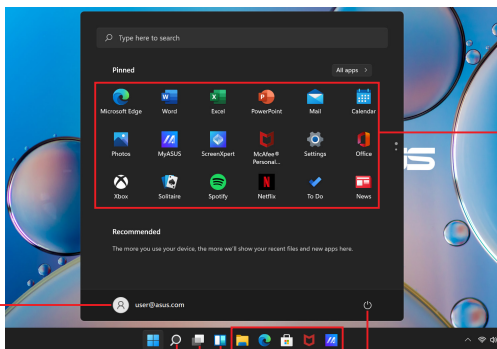 Type here to search
Pinned
All apps >
Microsoft Edge Word Excel PowerPoint Mail Calendar
Photos MyASUS ScreenXpert McAfee® Personal... Settings Office
Xbox Solitaire Spotify Netflix To Do News
Recommended
The more you use your device, the more we'll show your recent files and new apps here.
user@asus.com